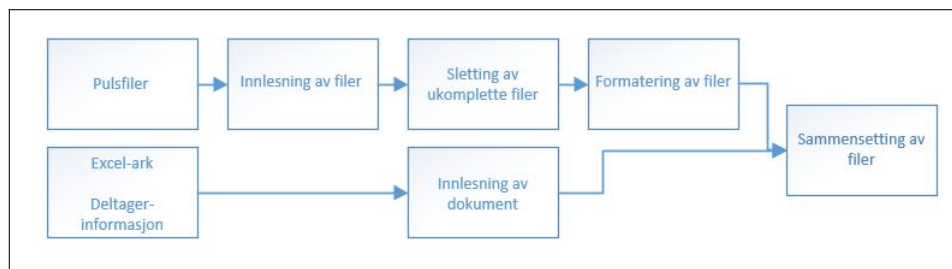 Pulsfiler
Innlesning av filer
Sletting av
ukomplette filer
Formatering av filer
Sammensetting av
filer
Excel-ark
Deltager-
informasjon
Innlesning av
dokument